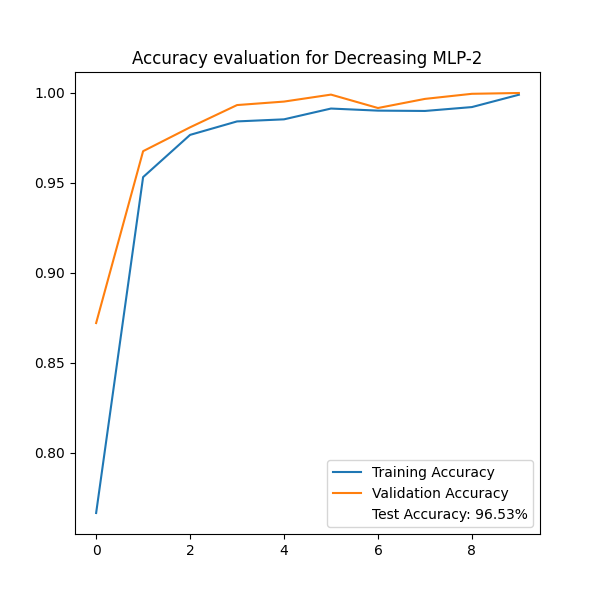 Accuracy evaluation for Decreasing MLP-2
1.00
0.95
0.90
0.85
0.80
Training Accuracy
Validation Accuracy
Test Accuracy: 96.53%
0 2 4 6 8